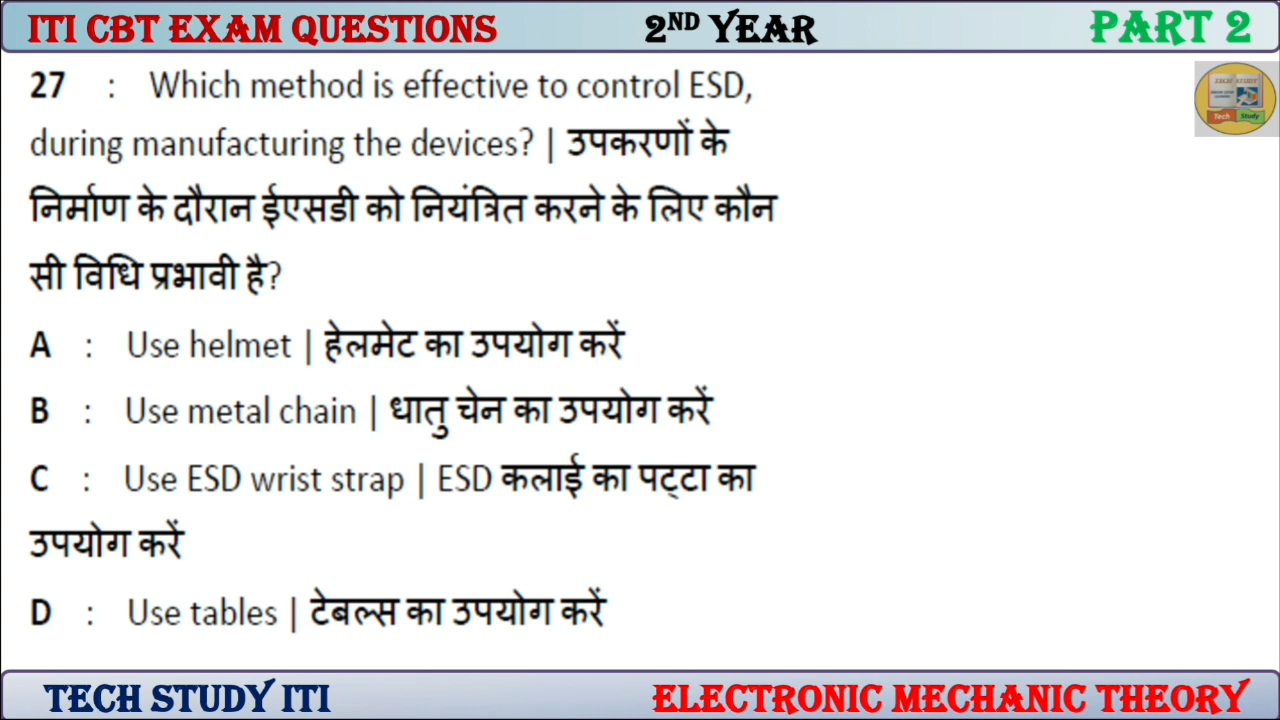 ITI CBT EXAM QUESTIONS 2ND YEAR PART 2
27 : Which method is effective to control ESD,
during manufacturing the devices? | उपकरणों के
निर्माण के दौरान ईएसडी को नियंत्रित करने के लिए कौन
सी विधि प्रभावी है?
A : Use helmet | हेलमेट का उपयोग करें
B : Use metal chain | धातु चेन का उपयोग करें
C : Use ESD wrist strap | ESD कलाई का पट्टा का
उपयोग करें
D : Use tables | टेबल्स का उपयोग करें
Tech Study
TECH STUDY ITI ELECTRONIC MECHANIC THEORY